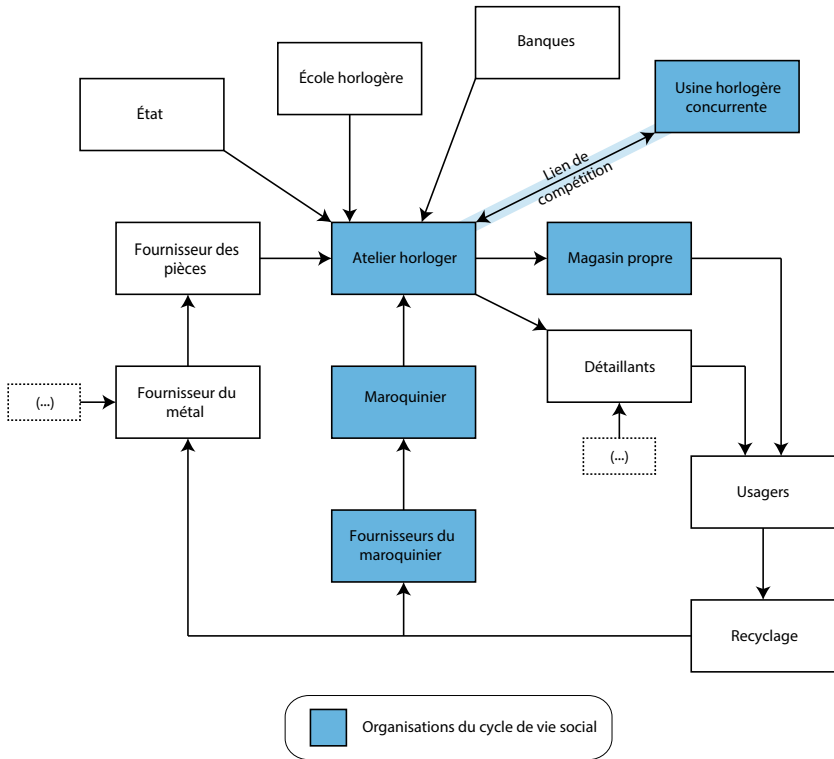 Banques
École horlogère
État
Usine horlogère
concurrente
Lien de
compétition
Fournisseur des
pièces
Atelier horloger
Magasin propre
Détaillants
(...)
Fournisseur du
métal
Maroquinier
(...)
Usagers
Fournisseurs du
maroquinier
Recyclage
Organisations du cycle de vie social